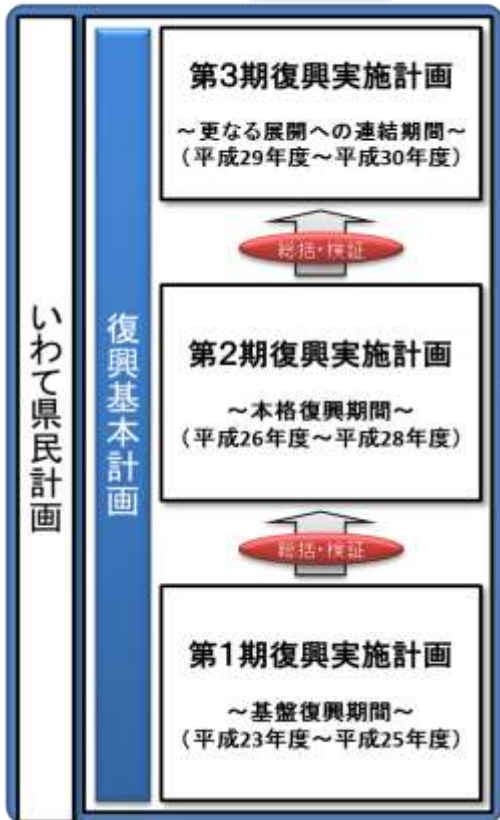 いわて県民計画
復興基本計画
第3期復興実施計画
～更なる展開への連結期間～
（平成29年度～平成30年度）
総括・検証
第2期復興実施計画
～本格復興期間～
（平成26年度～平成28年度）
総括・検証
第1期復興実施計画
～基盤復興期間～
（平成23年度～平成25年度）